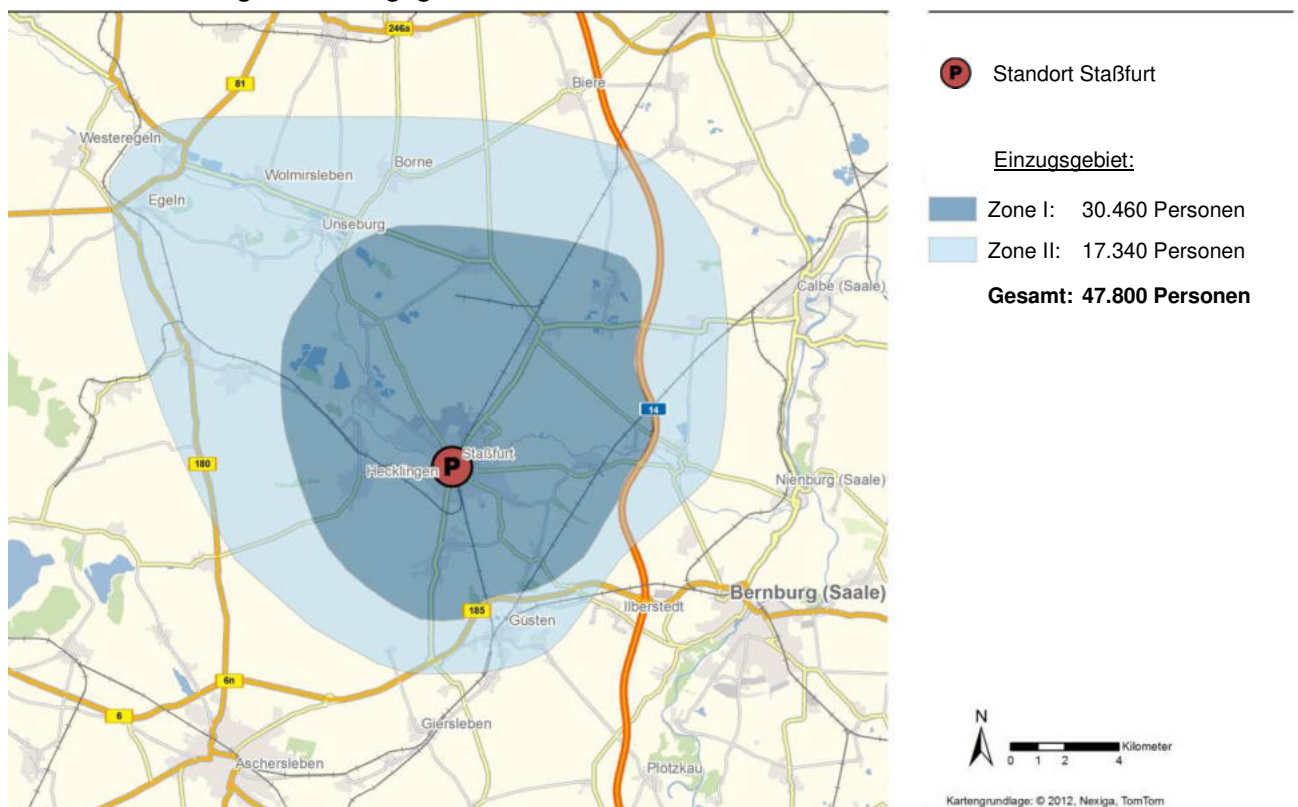 246a
81
Biere
Westeregeln
Borne
Wolmirsleben
Egeln
Unseburg
Calbe (Saale)
14
Staßfurt
Hecklingen
P
180
Nienburg (Saale)
Bernburg (Saale)
185
Ilberstedt
Güsten
6n
6
Giersleben
Aschersleben
Plötzkau
P Standort Staßfurt
Einzugsgebiet:
Zone I: 30.460 Personen
Zone II: 17.340 Personen
Gesamt: 47.800 Personen
N
Kilometer
0 1 2 4
Kartengrundlage: © 2012, Nexiga, TomTom